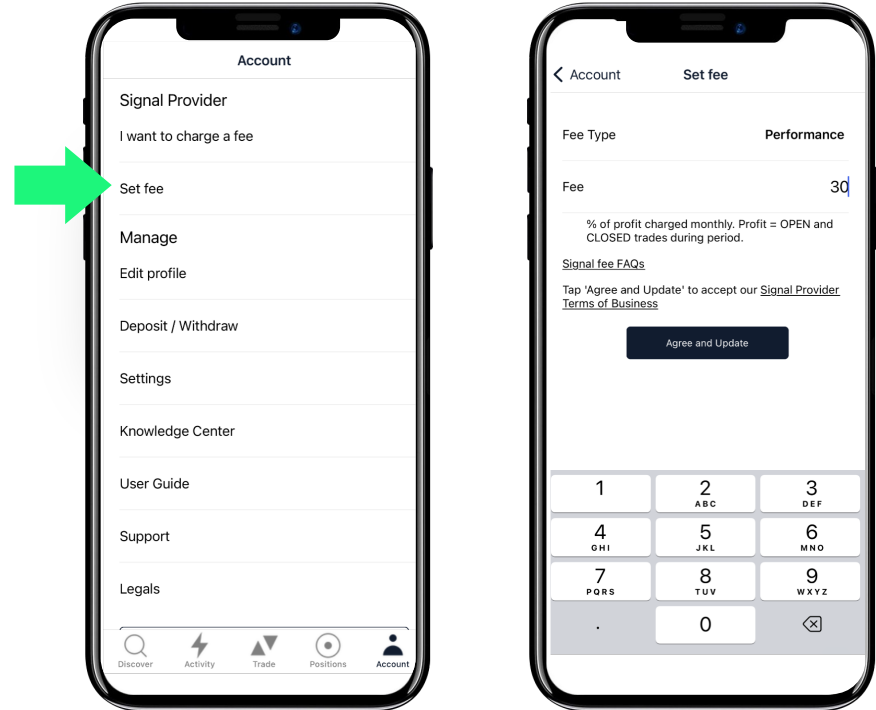 Account
Signal Provider
I want to charge a fee
Set fee
Manage
Edit profile
Deposit / Withdraw
Settings
Knowledge Center
User Guide
Support
Legals
Discover
Activity
Trade
Positions
Account
Account
Set fee
Fee Type
Performance
Fee
30
% of profit charged monthly. Profit = OPEN and
CLOSED trades during period.
Signal fee FAQs
Tap 'Agree and Update' to accept our Signal Provider
Terms of Business
Agree and Update
1
2
ABC
3
DEF
4
GHI
5
JKL
6
MNO
7
PQRS
8
TUV
9
WXYZ
.
0